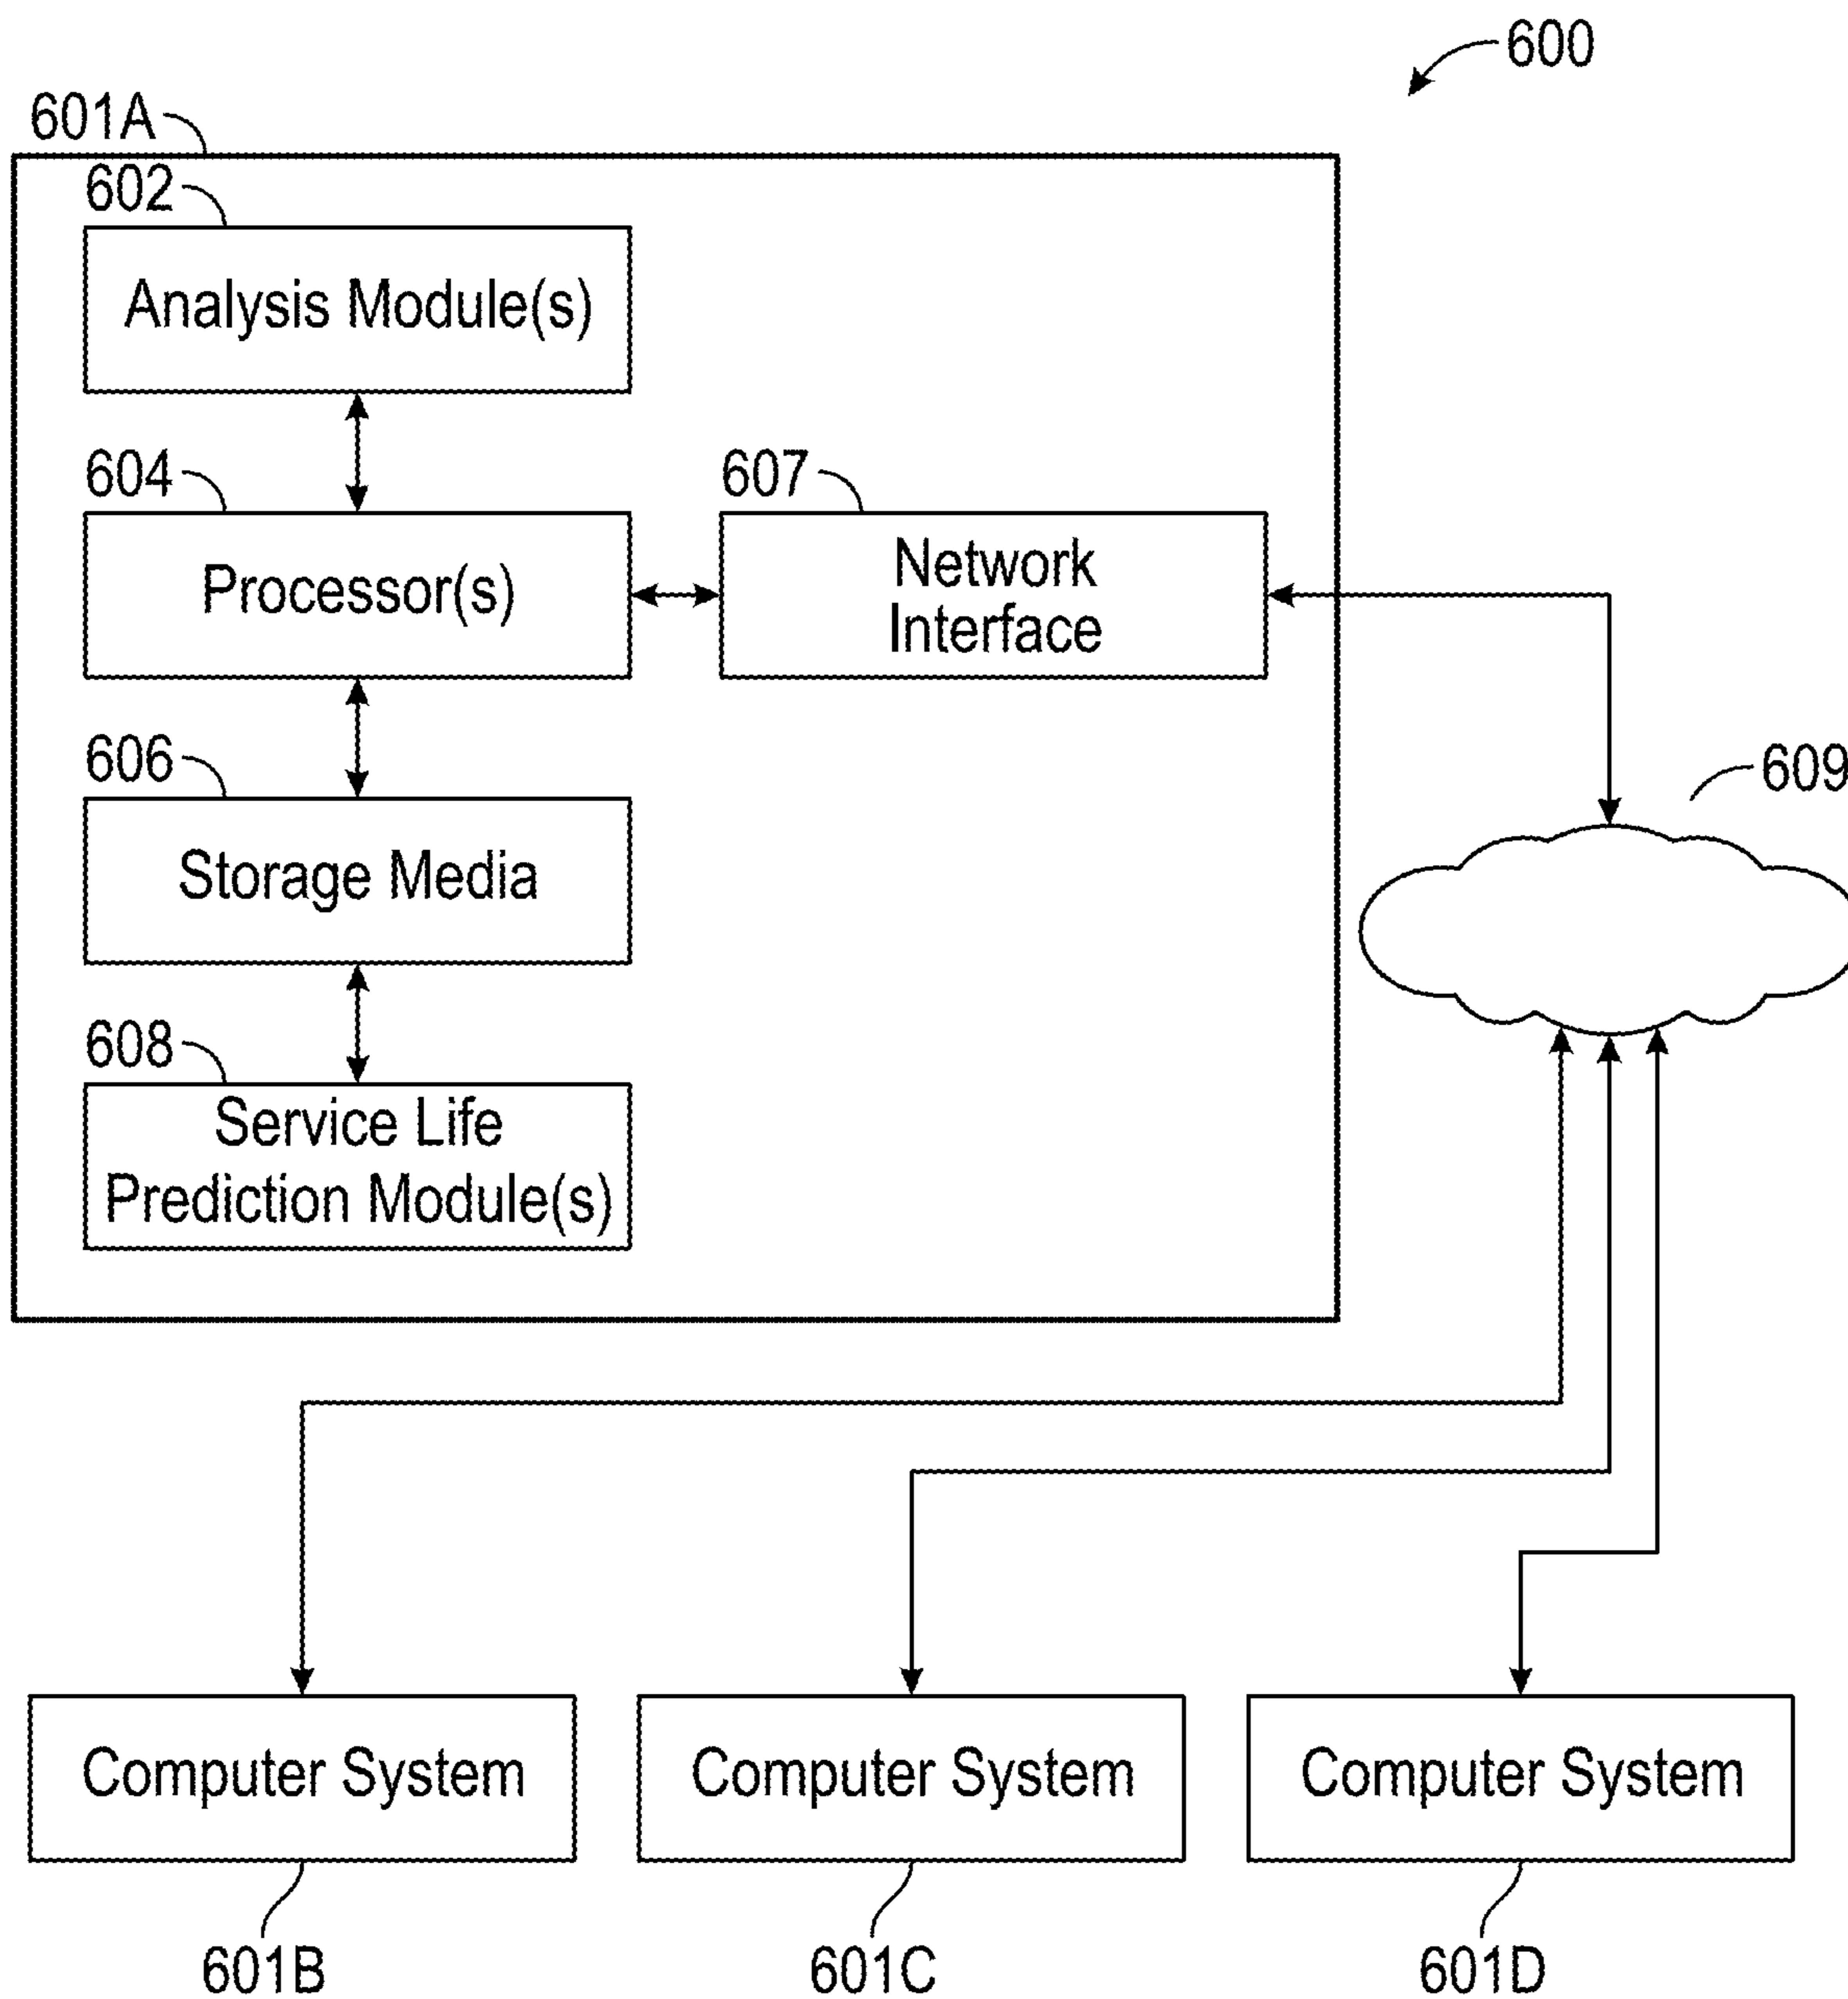 600
601A
602
Analysis Module(s)
604
607
Processor(s)
Network
Interface
606
609
Storage Media
608
Service Life
Prediction Module(s)
Computer System
Computer System
Computer System
601B
601C
601D